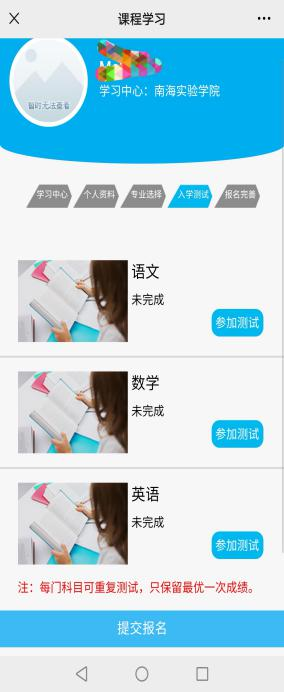 课程学习
暂时无法查看
学习中心：南海实验学院
学习中心 个人资料 专业选择 入学测试 报名完善
语文
未完成
参加测试
数学
未完成
参加测试
英语
未完成
参加测试
注：每门科目可重复测试，只保留最优一次成绩。
提交报名